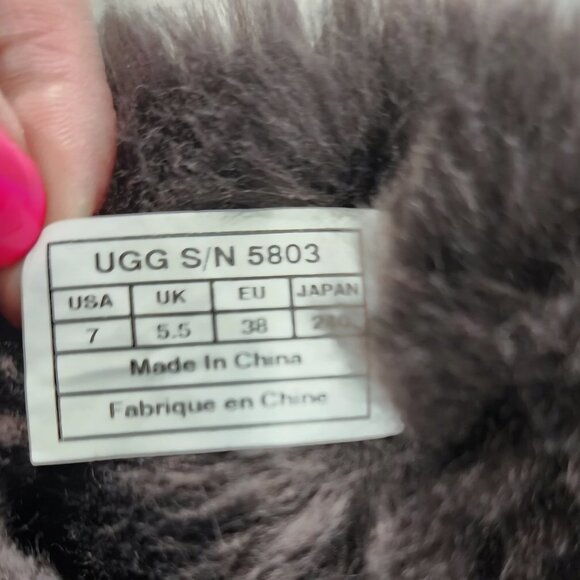 UGG S/N 5803
USA UK EU JAPAN
7 5.5 38
Made In China
Fabrique en Chine